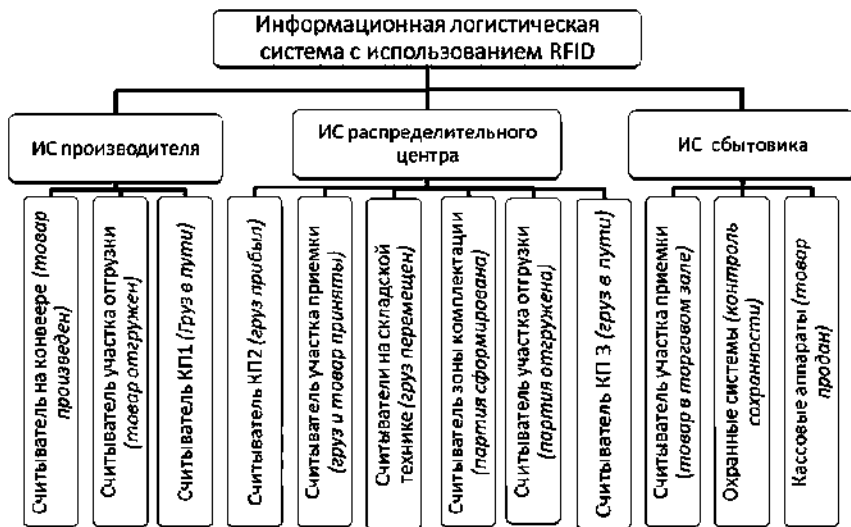 Информационная логистическая
система с использованием RFID
ИС производителя
ИС распределительного
центра
ИС сбытовика
Считыватель на конвеере (товар
произведен)
Считыватель участка отгрузки
(товар отгружен)
Считыватель КП1 (Груз в пути)
Считыватель КП2 (груз прибыл)
Считыватель участка приемки
(груз и товар приняты)
Считыватели на складской
технике (груз перемещен)
Считыватель зоны комплектации
(партия сформирована)
Считыватель участка отгрузки
(партия отгружена)
Считыватель КП 3 (груз в пути)
Считыватель участка приемки
(товар в торговом зале)
Охранные системы (контроль
сохранности)
Кассовые аппараты (товар
продан)